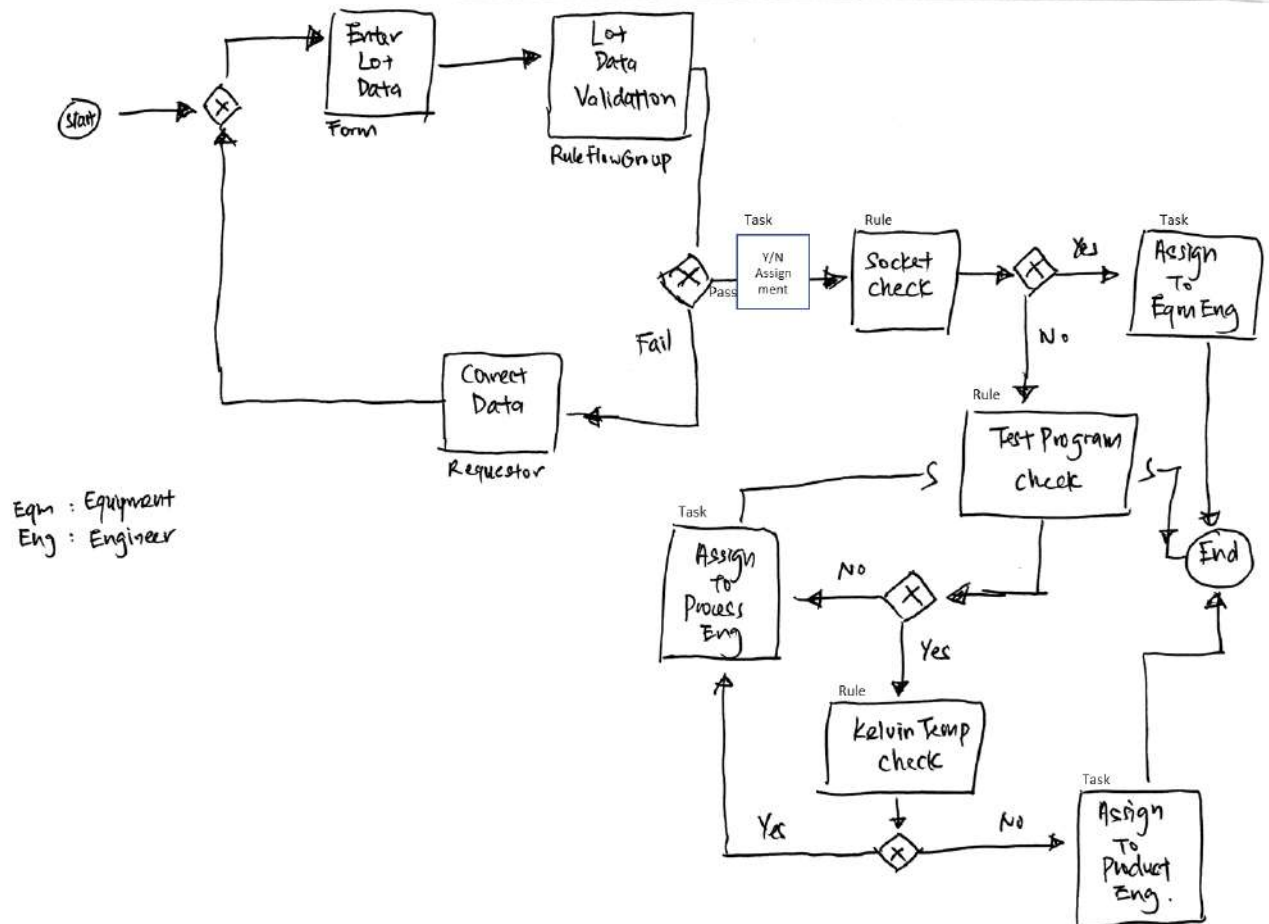 Start
Enter
Lot
Data
Form
Lot
Data
Validation
RuleFlowGroup
Fail
Pass
Task
Y/N
Assign
ment
Rule
Socket
check
Yes
No
Task
Assign
To
Eqm Eng
Correct
Data
Requestor
Eqm : Equipment
Eng : Engineer
Rule
Test Program
check
S
S
End
Task
Assign
To
Process
Eng
No
Yes
Rule
Kelvin Temp
check
Yes
No
Task
Assign
To
Product
Eng.